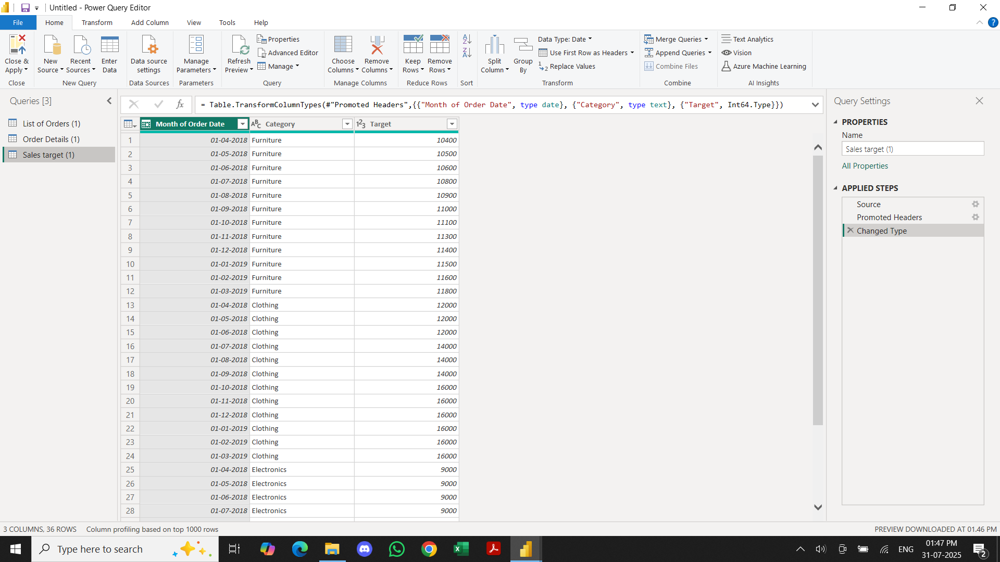 Untitled - Power Query Editor
File Home Transform Add Column View Tools Help
Close & Apply
Close
New Source
Recent Sources
Enter Data
New Query
Data source settings
Data Sources
Manage Parameters
Parameters
Refresh Preview
Properties
Advanced Editor
Manage
Query
Choose Columns
Remove Columns
Manage Columns
Keep Rows
Remove Rows
Reduce Rows
A Z
Z A
Sort
Split Column
Group By
Data Type: Date
Use First Row as Headers
1 2 Replace Values
Transform
Merge Queries
Append Queries
Combine Files
Combine
Text Analytics
Vision
Azure Machine Learning
AI Insights
Queries [3]
List of Orders (1)
Order Details (1)
Sales target (1)
fx = Table.TransformColumnTypes(#"Promoted Headers",{{"Month of Order Date", type date}, {"Category", type text}, {"Target", Int64.Type}})
Month of Order Date ABC Category 123 Target
1 01-04-2018 Furniture 10400
2 01-05-2018 Furniture 10500
3 01-06-2018 Furniture 10600
4 01-07-2018 Furniture 10800
5 01-08-2018 Furniture 10900
6 01-09-2018 Furniture 11000
7 01-10-2018 Furniture 11100
8 01-11-2018 Furniture 11300
9 01-12-2018 Furniture 11400
10 01-01-2019 Furniture 11500
11 01-02-2019 Furniture 11600
12 01-03-2019 Furniture 11800
13 01-04-2018 Clothing 12000
14 01-05-2018 Clothing 12000
15 01-06-2018 Clothing 12000
16 01-07-2018 Clothing 14000
17 01-08-2018 Clothing 14000
18 01-09-2018 Clothing 14000
19 01-10-2018 Clothing 16000
20 01-11-2018 Clothing 16000
21 01-12-2018 Clothing 16000
22 01-01-2019 Clothing 16000
23 01-02-2019 Clothing 16000
24 01-03-2019 Clothing 16000
25 01-04-2018 Electronics 9000
26 01-05-2018 Electronics 9000
27 01-06-2018 Electronics 9000
28 01-07-2018 Electronics 9000
Query Settings
PROPERTIES
Name
Sales target (1)
All Properties
APPLIED STEPS
Source
Promoted Headers
Changed Type
3 COLUMNS, 36 ROWS Column profiling based on top 1000 rows PREVIEW DOWNLOADED AT 01.46 PM
Type here to search
ENG
01:47 PM
31-07-2025
2